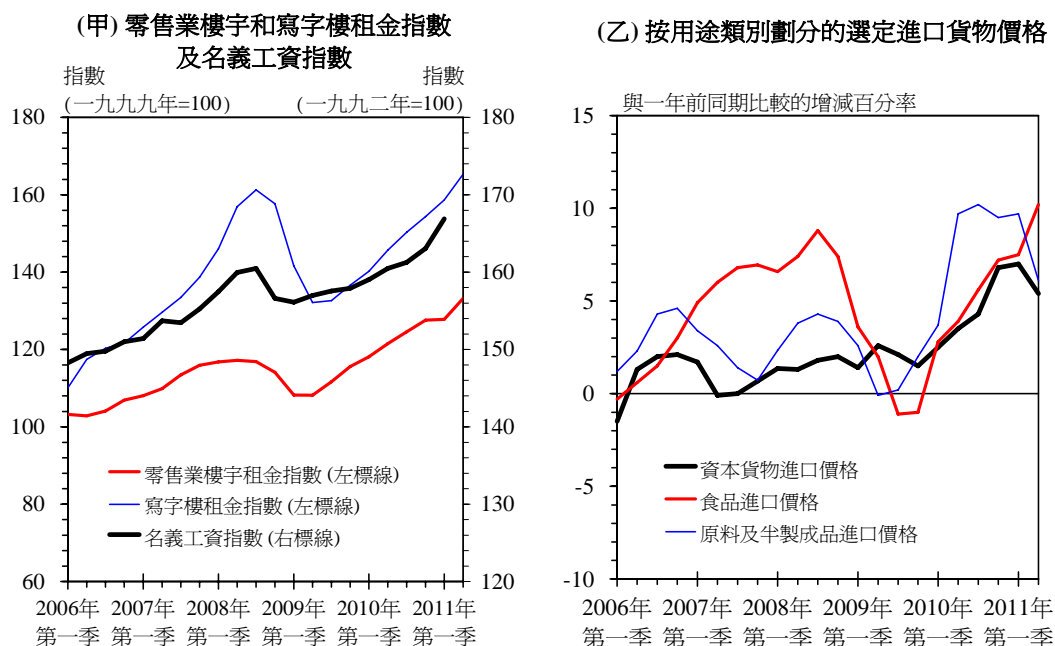 (甲) 零售業樓宇和寫字樓租金指數
及名義工資指數
指數
(一九九九年=100)
指數
(一九九二年=100)
180
160
140
120
100
80
60
180
170
160
150
140
130
120
零售業樓宇租金指數 (左標線)
寫字樓租金指數 (左標線)
名義工資指數 (右標線)
2006年 2007年 2008年 2009年 2010年 2011年
第一季 第一季 第一季 第一季 第一季 第一季
(乙) 按用途類別劃分的選定進口貨物價格
與一年前同期比較的增減百分率
15
10
5
0
-5
-10
資本貨物進口價格
食品進口價格
原料及半製成品進口價格
2006年 2007年 2008年 2009年 2010年 2011年
第一季 第一季 第一季 第一季 第一季 第一季